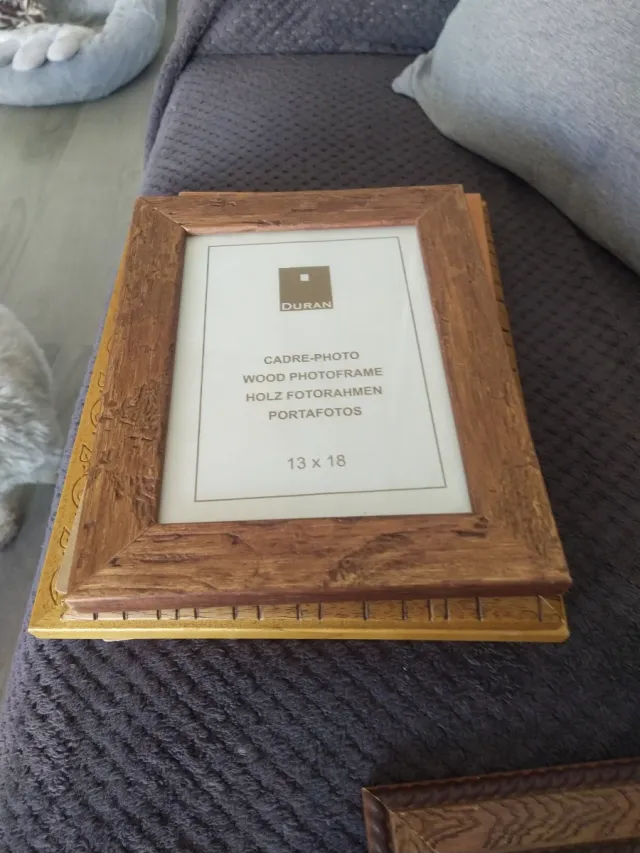 DURAN
CADRE-PHOTO
WOOD PHOTOFRAME
HOLZ FOTORAHMEN
PORTAFOTOS
13 x 18